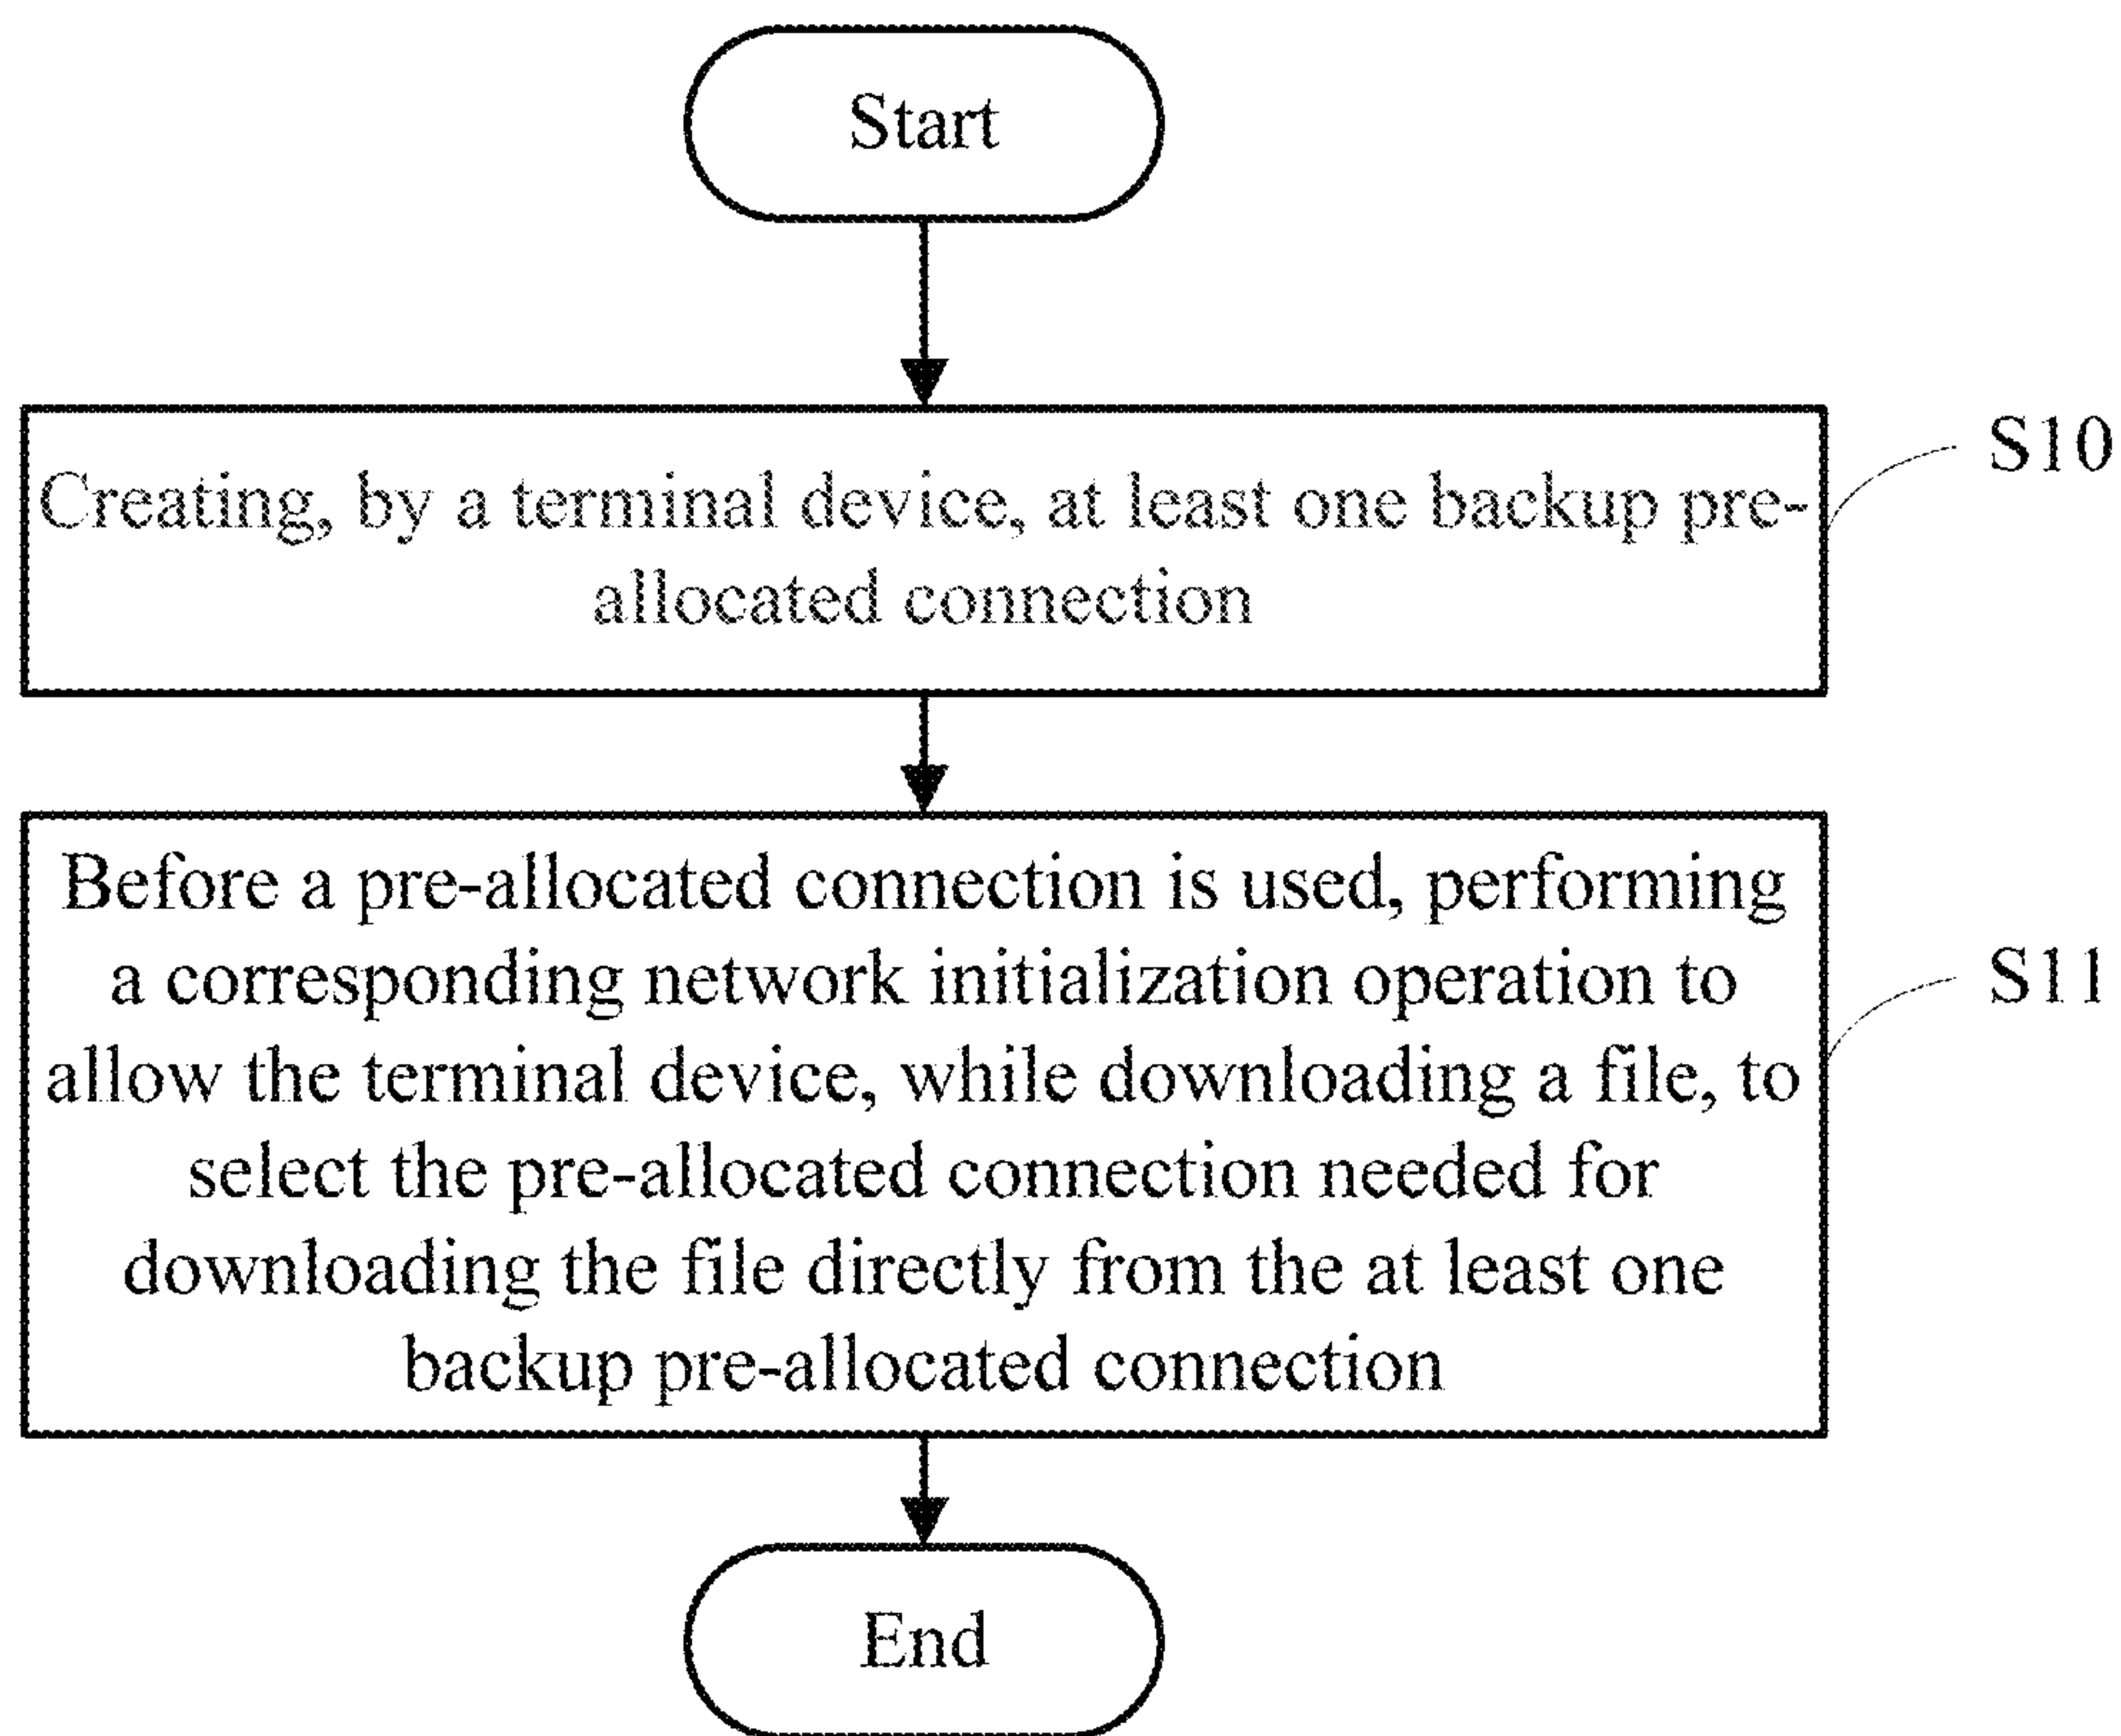 Start
S10
Creating, by a terminal device, at least one backup pre-
allocated connection
Before a pre-allocated connection is used, performing
a corresponding network initialization operation to
S11
allow the terminal device, while downloading a file, to
select the pre-allocated connection needed for
downloading the file directly from the at least one
backup pre-allocated connection
End